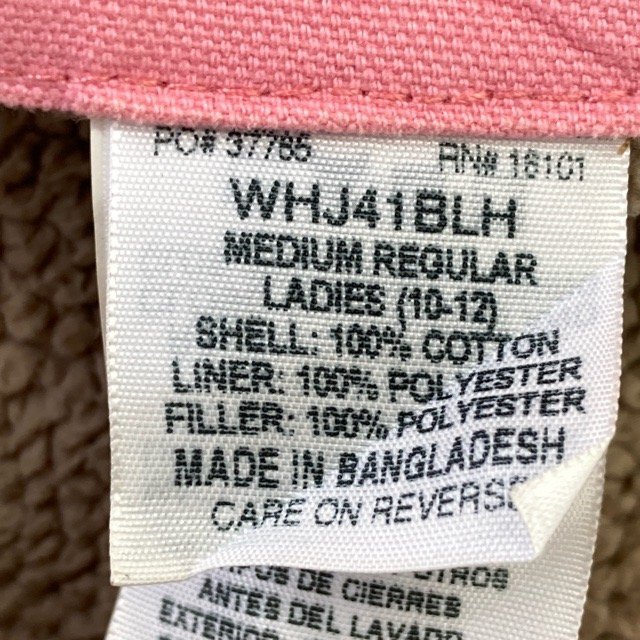 PO# 37785 RN# 16101
WHJ41BLH
MEDIUM REGULAR
LADIES (10-12)
SHELL: 100% COTTON
LINER: 100% POLYESTER
FILLER: 100% POLYESTER
MADE IN BANGLADESH
CARE ON REVERSE
DE CIERRES
ANTES DEL LAVADO